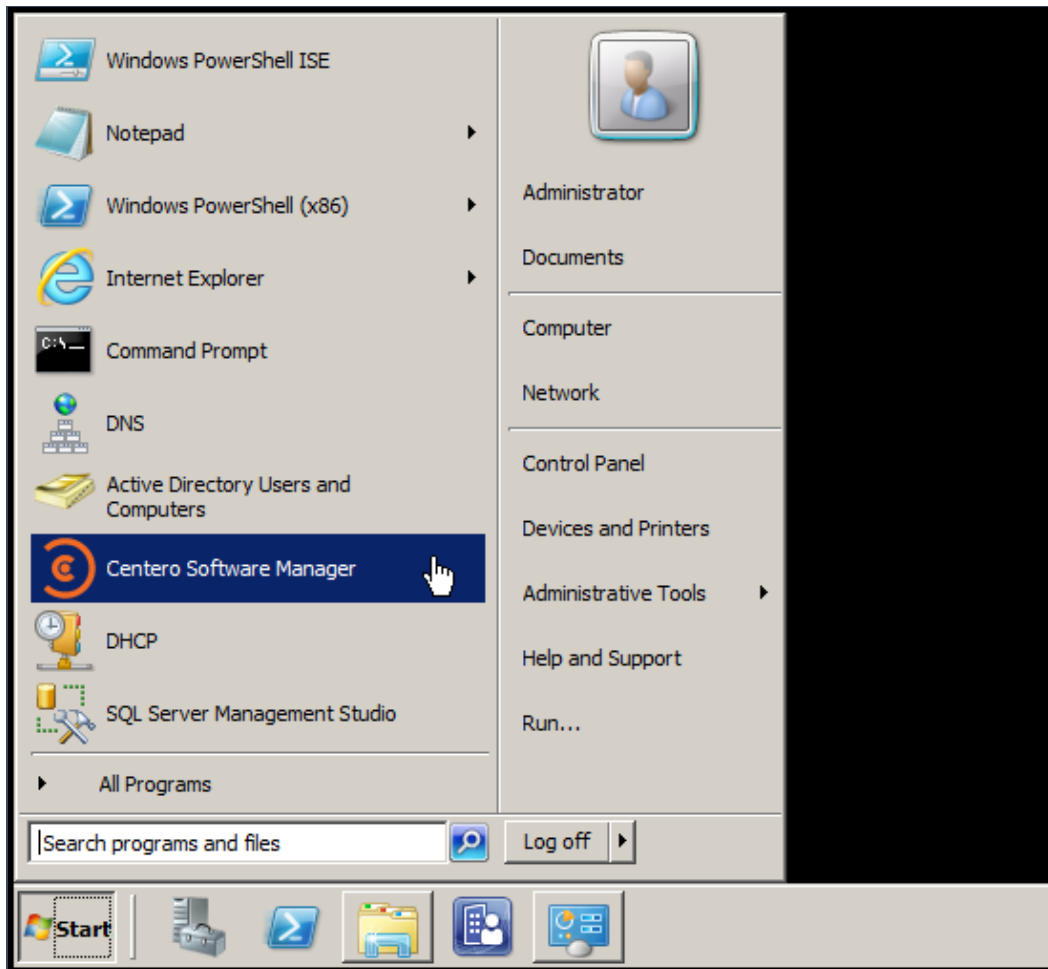 Windows PowerShell ISE
Notepad
Windows PowerShell (x86)
Internet Explorer
C:\
Command Prompt
DNS
Active Directory Users and
Computers
Centero Software Manager
DHCP
SQL Server Management Studio
All Programs
Search programs and files
Administrator
Documents
Computer
Network
Control Panel
Devices and Printers
Administrative Tools
Help and Support
Run...
Log off
Start